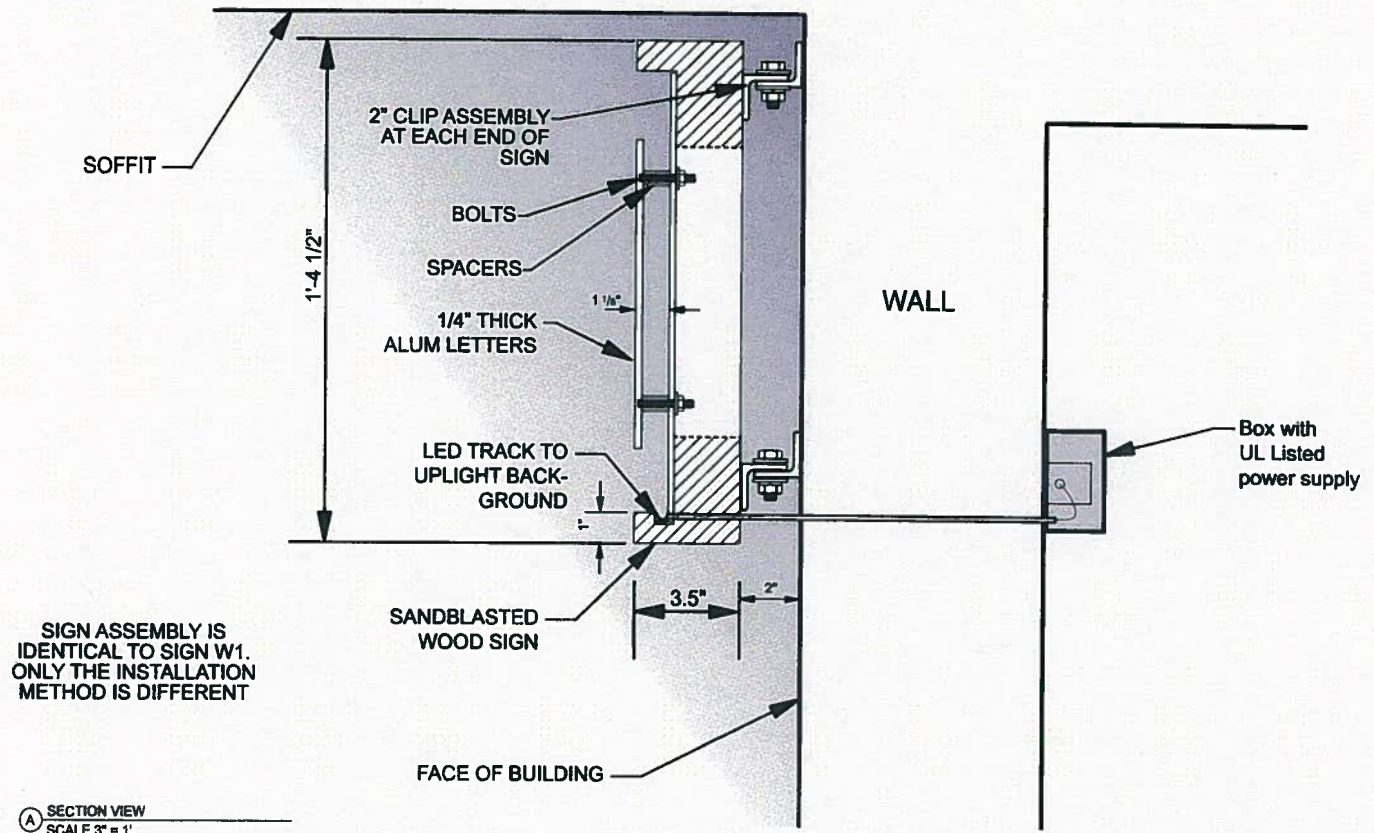 SOFFIT
2" CLIP ASSEMBLY
AT EACH END OF
SIGN
BOLTS
SPACERS
1'-4 1/2"
1 1/8"
1/4" THICK
ALUM LETTERS
WALL
LED TRACK TO
UPLIGHT BACK-
GROUND
1"
Box with
UL Listed
power supply
3.5"
2"
SANDBLASTED
WOOD SIGN
SIGN ASSEMBLY IS
IDENTICAL TO SIGN W1.
ONLY THE INSTALLATION
METHOD IS DIFFERENT
FACE OF BUILDING
A SECTION VIEW
SCALE 3" = 1'